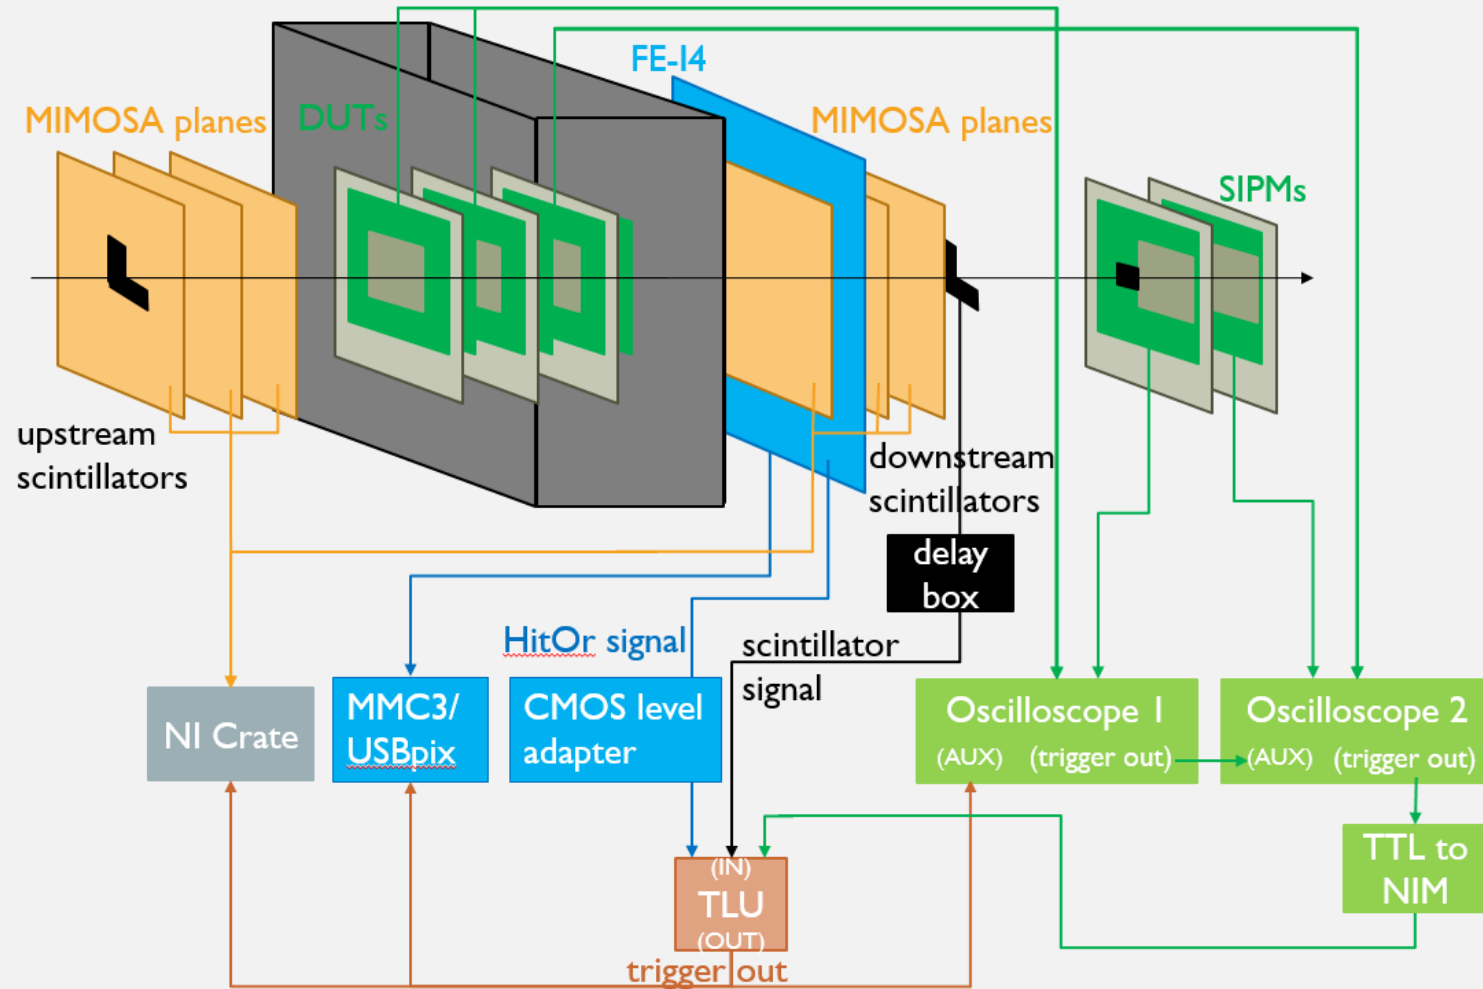 FE-I4
MIMOSA planes
DUTs
MIMOSA planes
SIPMs
upstream
scintillators
downstream
scintillators
delay
box
HitOr signal
scintillator
signal
NI Crate
MMC3/
USBpix
CMOS level
adapter
Oscilloscope 1
(AUX) (trigger out)
Oscilloscope 2
(AUX) (trigger out)
TTL to
NIM
(IN)
TLU
(OUT)
trigger out